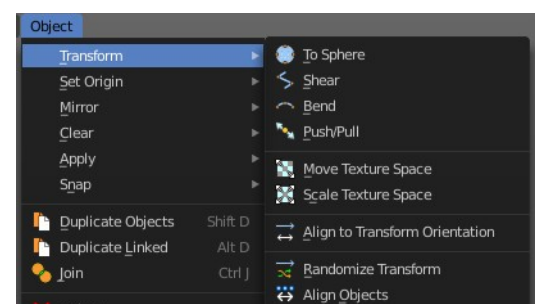 Object
Transform
Set Origin
Mirror
Clear
Apply
Snap
Duplicate Objects Shift D
Duplicate Linked Alt D
Join Ctrl J
To Sphere
Shear
Bend
Push/Pull
Move Texture Space
Scale Texture Space
Align to Transform Orientation
Randomize Transform
Align Objects